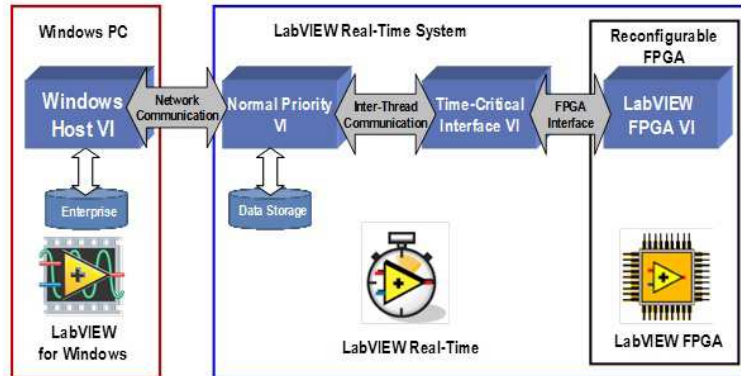 Windows PC
LabVIEW Real-Time System
Reconfigurable
FPGA
Windows
Host VI
Network
Communication
Normal Priority
VI
Inter-Thread
Communication
Time-Critical
Interface VI
FPGA
Interface
LabVIEW
FPGA VI
Enterprise
Data Storage
LabVIEW
for Windows
LabVIEW Real-Time
LabVIEW FPGA